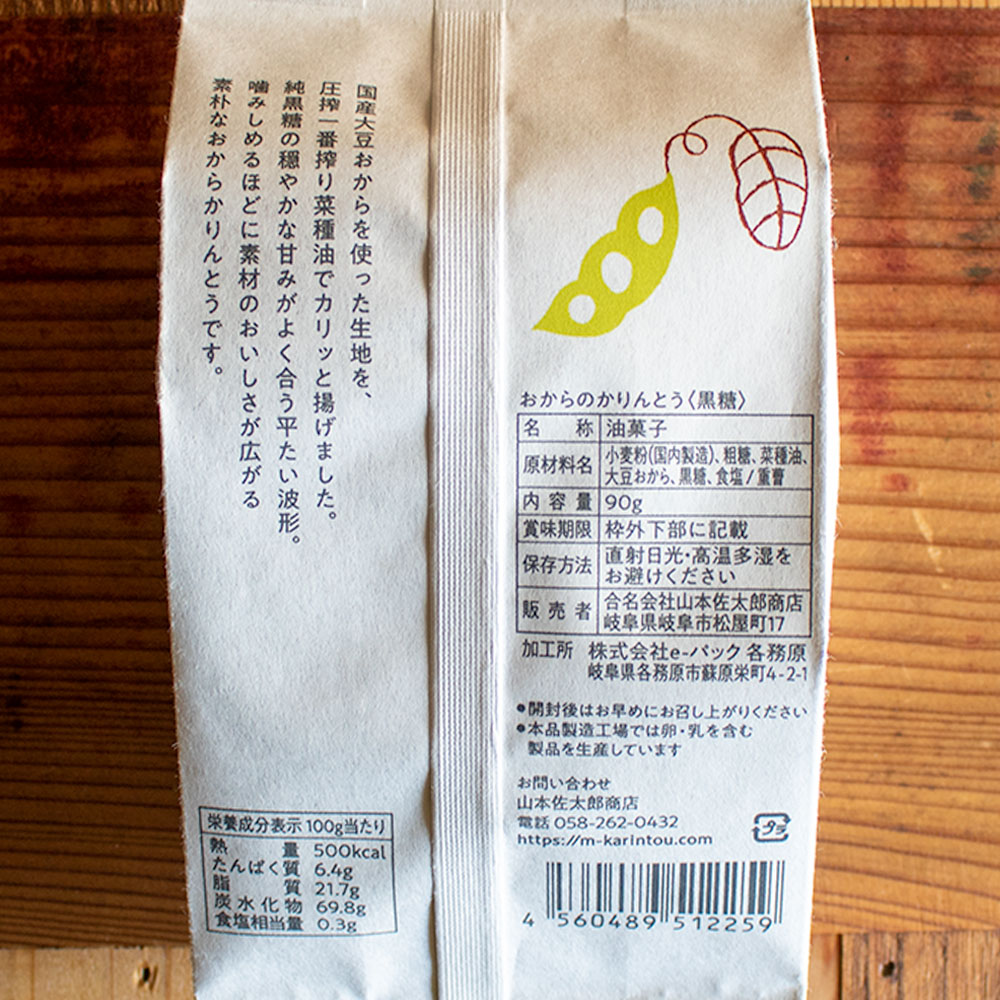 国産大豆おからを使った生地を、
圧搾一番搾り菜種油でカリッと揚げました。
純黒糖の穏やかな甘みがよく合う平たい波形。
噛みしめるほどに素材のおいしさが広がる
素朴なおからかりんとうです。
栄養成分表示 100g当たり
熱量 500kcal
たんぱく質 6.4g
脂質 21.7g
炭水化物 69.8g
食塩相当量 0.3g
おからのかりんとう〈黒糖〉
名称 油菓子
原材料名 小麦粉(国内製造)、粗糖、菜種油、
大豆おから、黒糖、食塩/重曹
内容量 90g
賞味期限 枠外下部に記載
保存方法 直射日光・高温多湿を
お避けください
販売者 合名会社山本佐太郎商店
岐阜県岐阜市松屋町17
加工所 株式会社e-パック 各務原
岐阜県各務原市蘇原栄町4-2-1
●開封後はお早めにお召し上がりください
●本品製造工場では卵・乳を含む
製品を生産しています
お問い合わせ
山本佐太郎商店
電話 058-262-0432
https://m-karintou.com
プラ
4 560489 512259